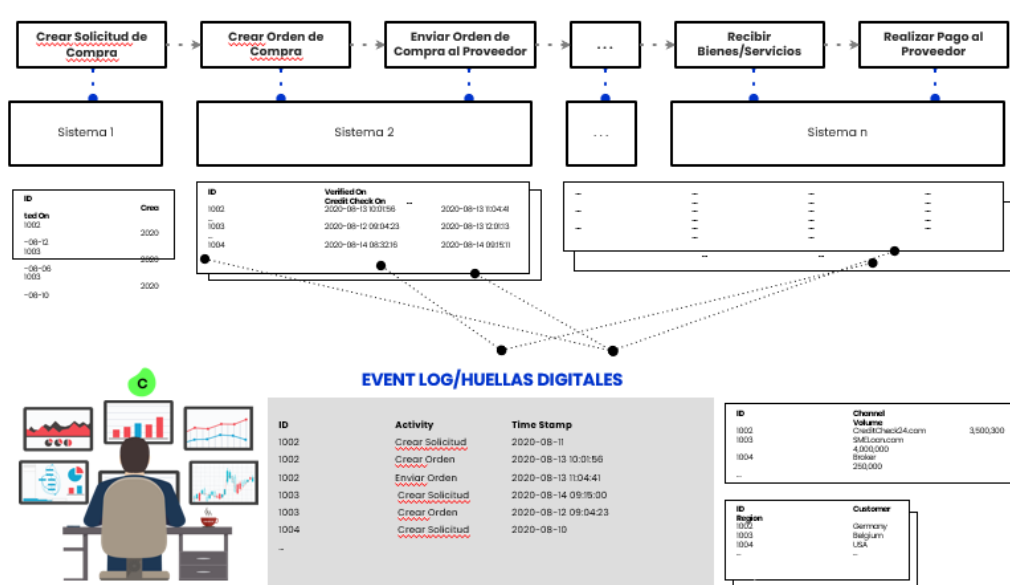 Crear Solicitud de
Compra
Crear Orden de
Compra
Enviar Orden de
Compra al Proveedor
...
Recibir
Bienes/Servicios
Realizar Pago al
Proveedor
Sistema 1
Sistema 2
...
Sistema n
ID
Crea
ted On
1002
2020
-08-12
1003
2020
-08-06
1003
2020
-08-10
ID Verified On
Credit Check On ...
1002 2020-08-13 10:01:56 2020-08-13 11:04:41
...
1003 2020-08-12 09:04:23 2020-08-13 12:01:13
...
1004 2020-08-14 08:32:16 2020-08-14 09:15:11
... ... ... ...
... ... ... ...
... ... ... ...
... ... ...
... ...
C
EVENT LOG/HUELLAS DIGITALES
ID Activity Time Stamp
1002 Crear Solicitud 2020-08-11
1002 Crear Orden 2020-08-13 10:01:56
1002 Enviar Orden 2020-08-13 11:04:41
1003 Crear Solicitud 2020-08-14 09:15:00
1003 Crear Orden 2020-08-12 09:04:23
1004 Crear Solicitud 2020-08-10
...
ID Channel
Volume
1002 CreditCheck24.com 3,500,300
1003 SMELoan.com
4,000,000
1004 Broker
250,000
...
ID Customer
Region
1002 Germany
1003 Belgium
1004 USA
... ...